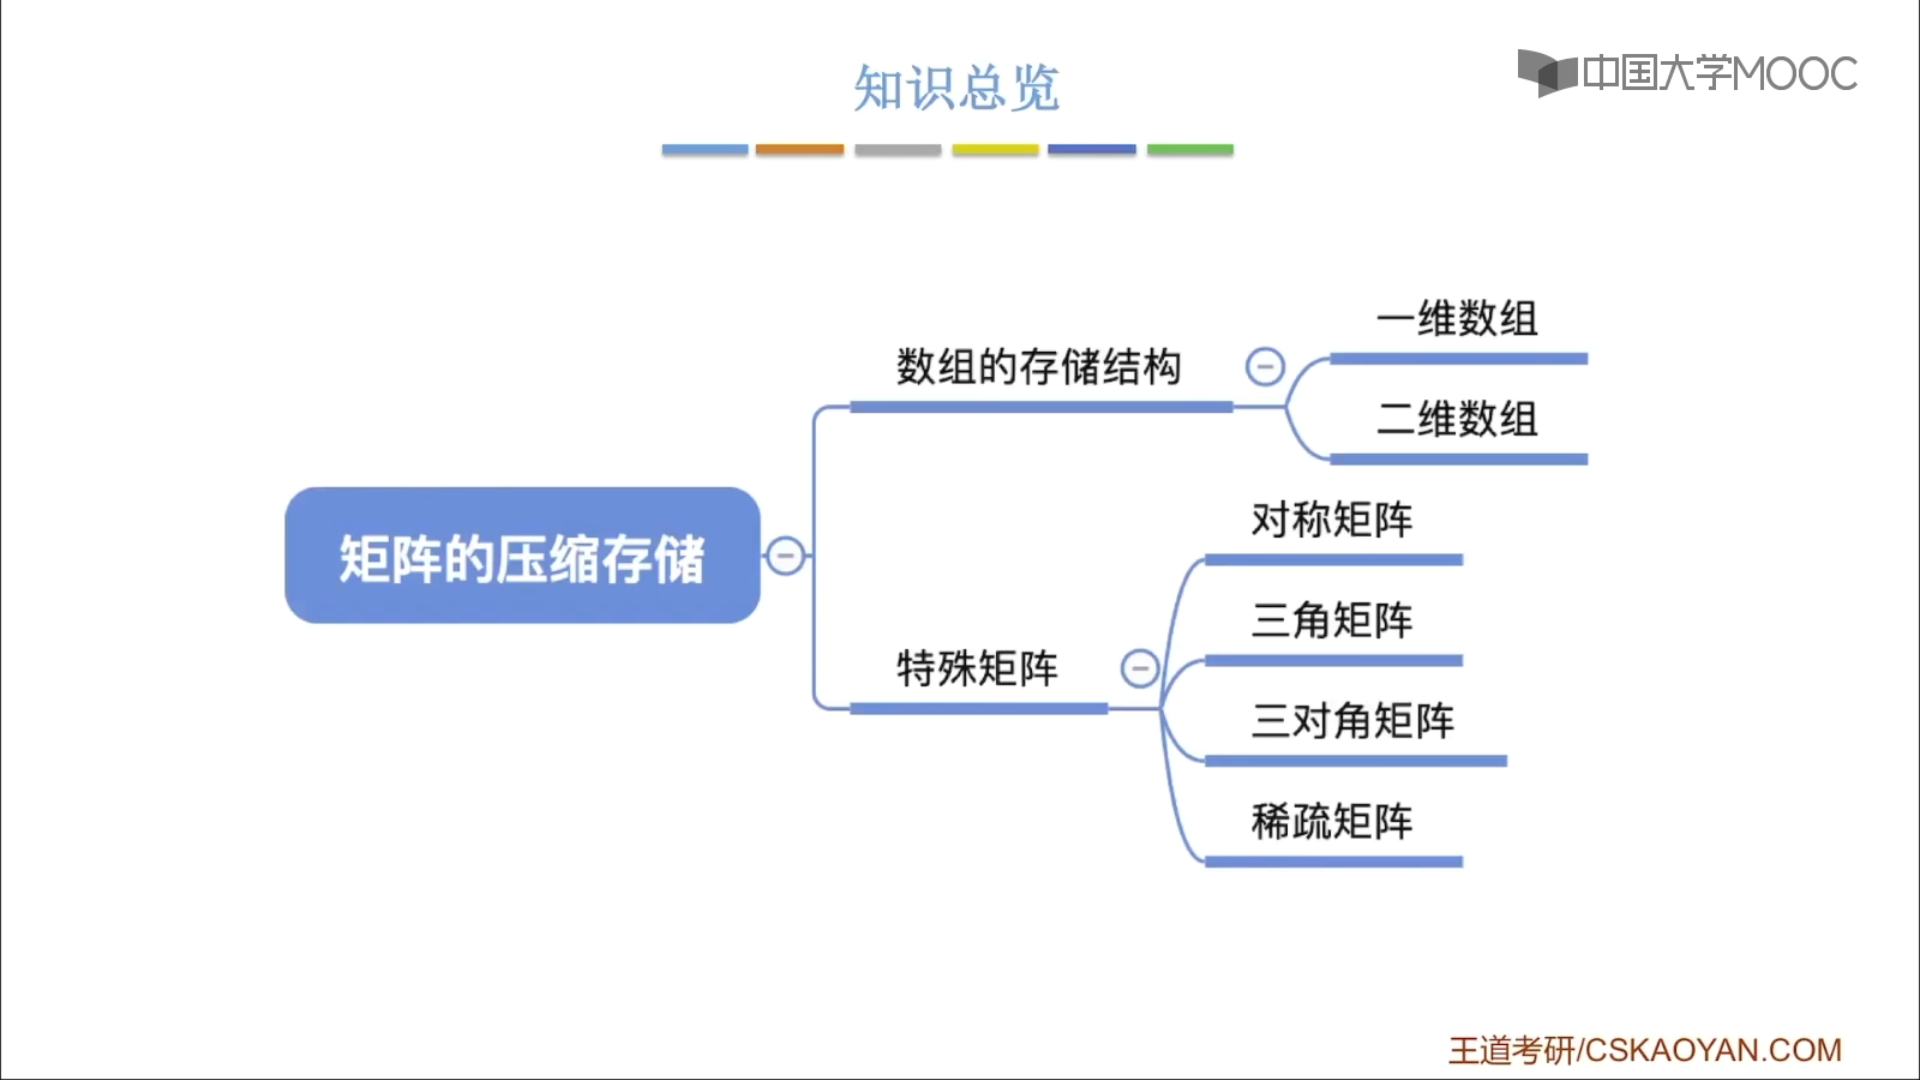 知识总览
中国大学MOOC
矩阵的压缩存储
数组的存储结构
一维数组
二维数组
特殊矩阵
对称矩阵
三角矩阵
三对角矩阵
稀疏矩阵
王道考研/CSKAOYAN.COM